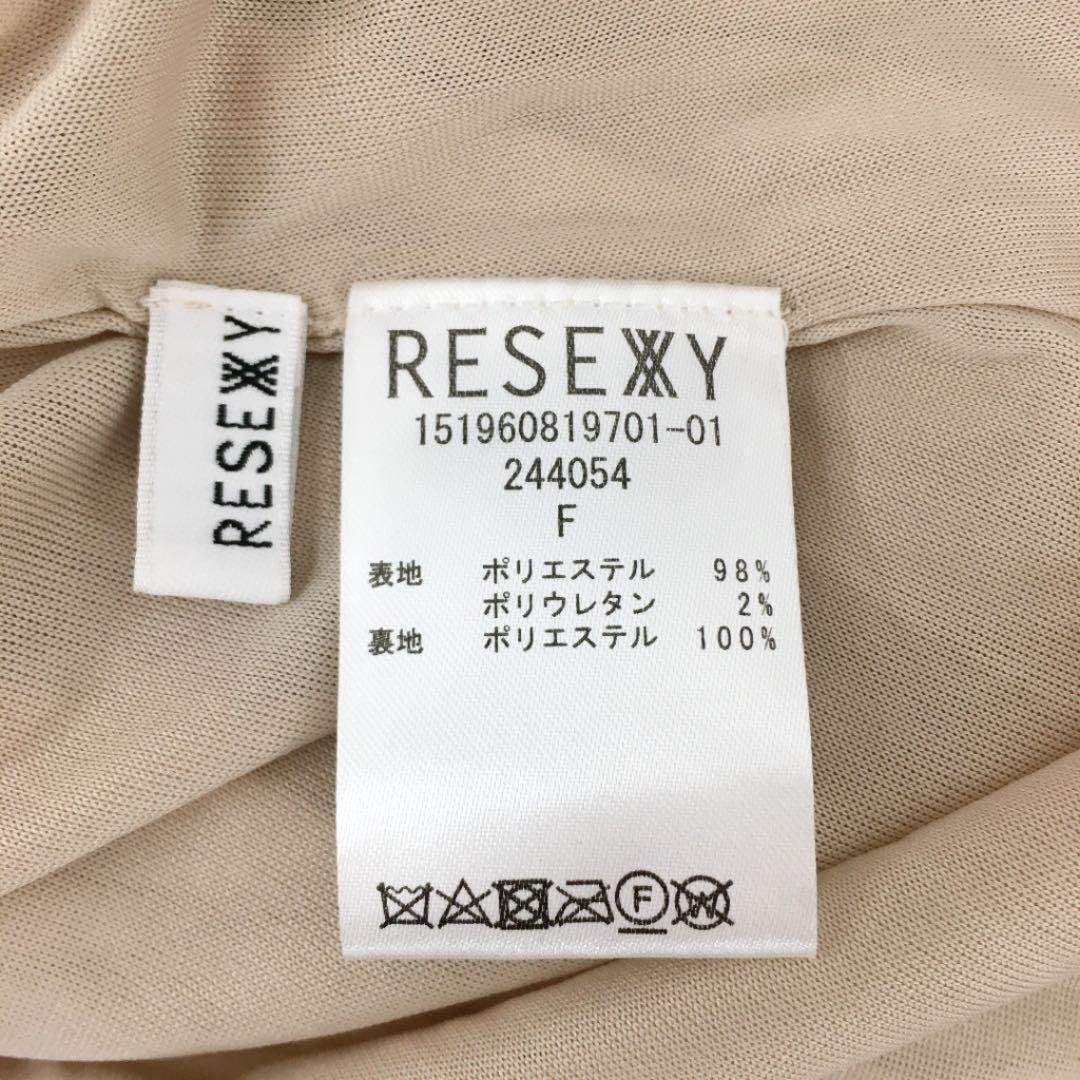 RESEXXY
RESEXXY
151960819701-01
244054
F
表地 ポリエステル 98%
ポリウレタン 2%
裏地 ポリエステル 100%
F
W